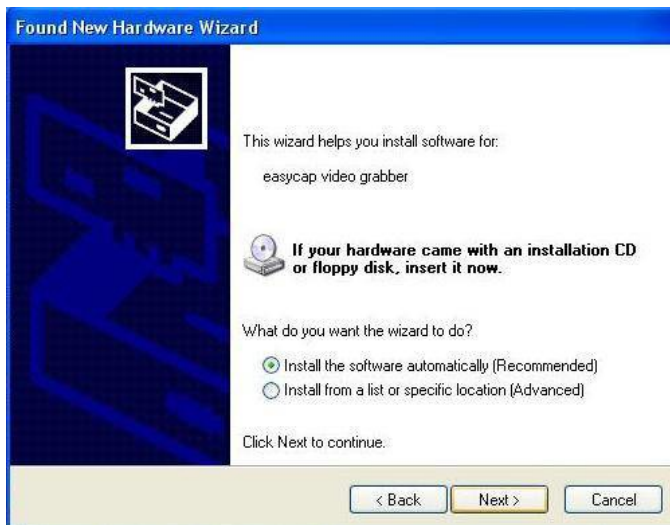 Found New Hardware Wizard
This wizard helps you install software for:
easycap video grabber
If your hardware came with an installation CD
or floppy disk, insert it now.
What do you want the wizard to do?
Install the software automatically (Recommended)
Install from a list or specific location (Advanced)
Click Next to continue.
< Back
Next >
Cancel